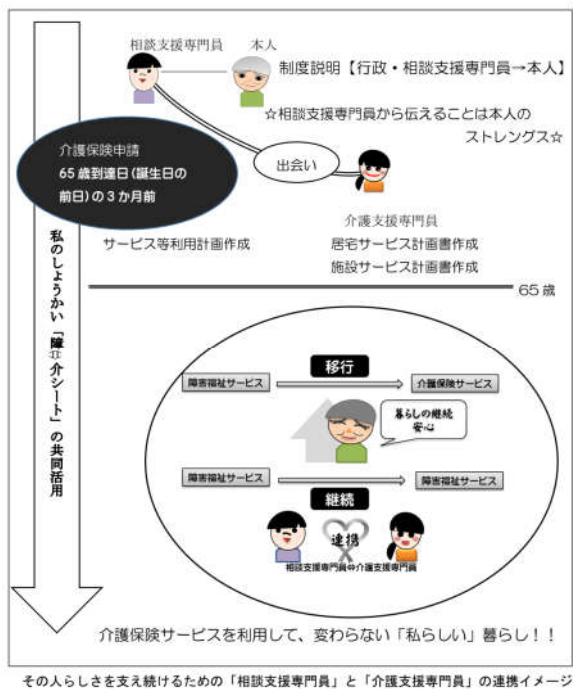 相談支援専門員 本人
制度説明【行政・相談支援専門員→本人】
☆相談支援専門員から伝えることは本人の
ストレングス☆
介護保険申請
65歳到達日(誕生日の
前日)の3か月前
出会い
介護支援専門員
サービス等利用計画作成
居宅サービス計画書作成
施設サービス計画書作成
65歳
私のしょうかい「障⇔介シート」の共同活用
移行
障害福祉サービス
介護保険サービス
暮らしの継続
安心
障害福祉サービス
障害福祉サービス
継続
連携
相談支援専門員⇔介護支援専門員
介護保険サービスを利用して、変わらない「私らしい」暮らし！！
その人らしさを支え続けるための「相談支援専門員」と「介護支援専門員」の連携イメージ